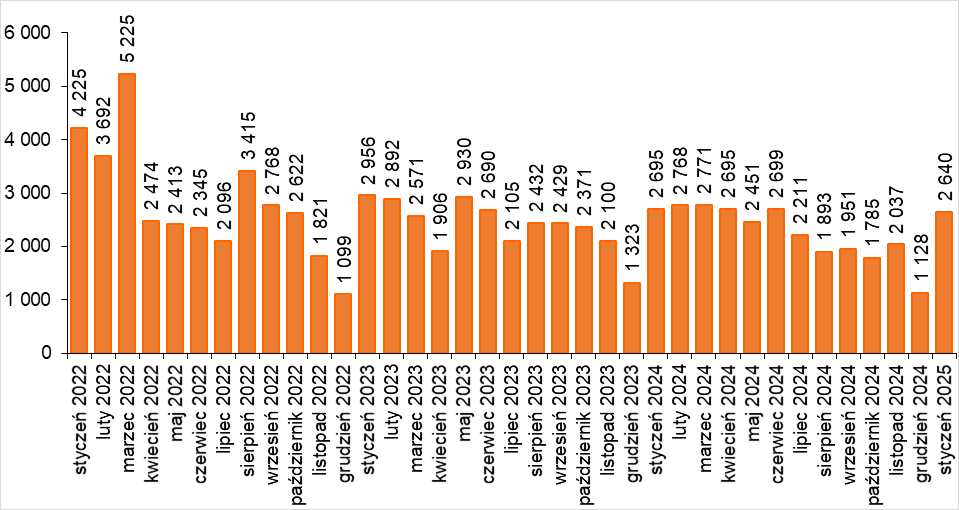 6 000
5 000
4 000
3 000
2 000
1 000
0
4 225
3 692
5 225
2 474
2 413
2 345
2 096
3 415
2 768
2 622
1 821
1 099
2 956
2 892
2 571
1 906
2 930
2 690
2 105
2 432
2 429
2 371
2 100
1 323
2 695
2 768
2 771
2 695
2 451
2 699
2 211
1 893
1 951
1 785
2 037
1 128
2 640
styczeń 2022
luty 2022
marzec 2022
kwiecień 2022
maj 2022
czerwiec 2022
lipiec 2022
sierpień 2022
wrzesień 2022
październik 2022
listopad 2022
grudzień 2022
styczeń 2023
luty 2023
marzec 2023
kwiecień 2023
maj 2023
czerwiec 2023
lipiec 2023
sierpień 2023
wrzesień 2023
październik 2023
listopad 2023
grudzień 2023
styczeń 2024
luty 2024
marzec 2024
kwiecień 2024
maj 2024
czerwiec 2024
lipiec 2024
sierpień 2024
wrzesień 2024
październik 2024
listopad 2024
grudzień 2024
styczeń 2025